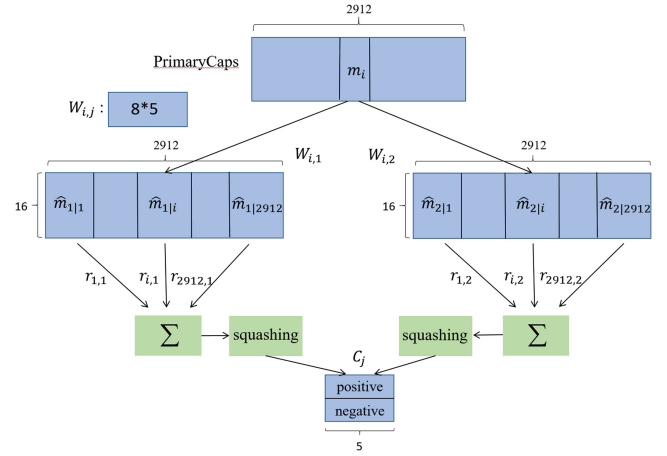 2912
PrimaryCaps
m_i
W_{i,j} :
8*5
W_{i,1}
W_{i,2}
2912
2912
16
m̂_{1|1}
m̂_{1|i}
m̂_{1|2912}
16
m̂_{2|1}
m̂_{2|i}
m̂_{2|2912}
r_{1,1}
r_{i,1}
r_{2912,1}
r_{1,2}
r_{i,2}
r_{2912,2}
∑
squashing
squashing
∑
C_j
positive
negative
5